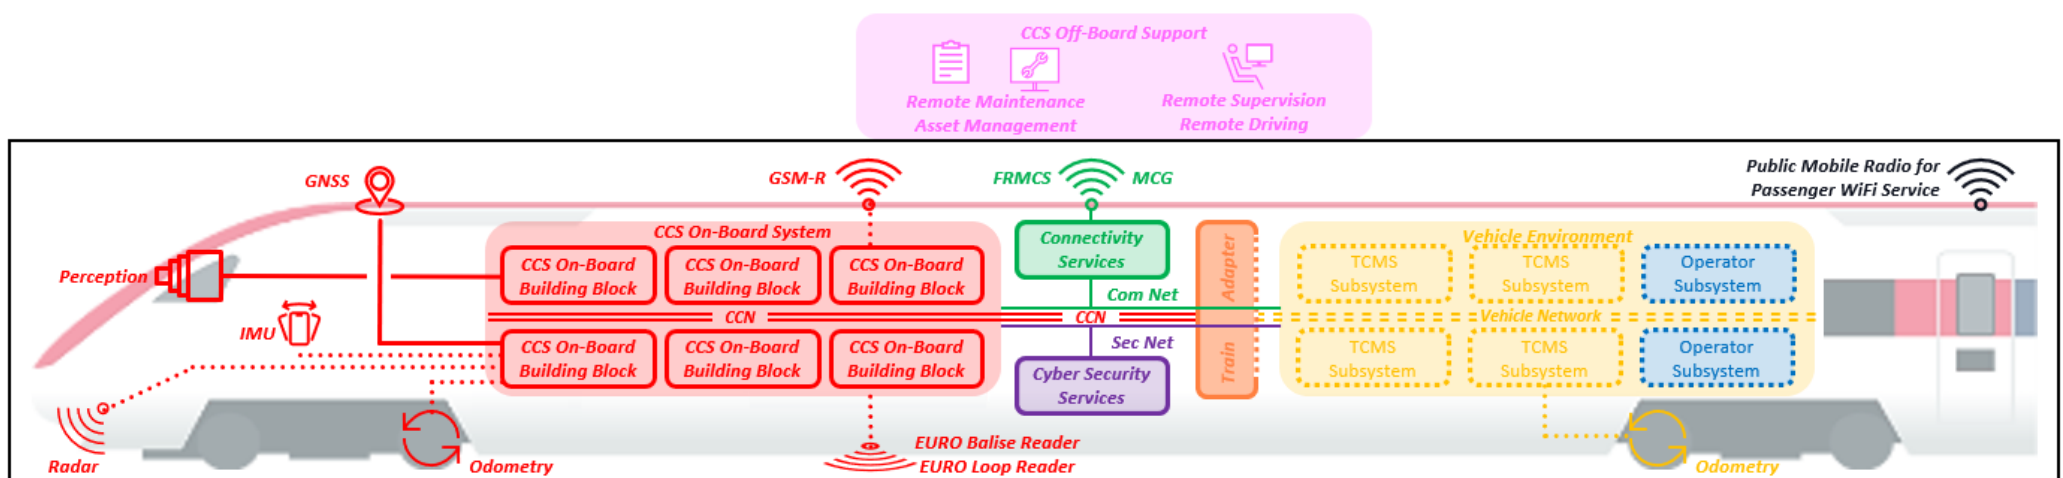 CCS Off-Board Support
Remote Maintenance
Asset Management
Remote Supervision
Remote Driving
GNSS
GSM-R
FRMCS
MCG
Public Mobile Radio for
Passenger WiFi Service
Perception
IMU
Radar
Odometry
CCS On-Board System
CCS On-Board
Building Block
CCS On-Board
Building Block
CCS On-Board
Building Block
CCN
CCS On-Board
Building Block
CCS On-Board
Building Block
CCS On-Board
Building Block
EURO Balise Reader
EURO Loop Reader
Connectivity
Services
Com Net
CCN
Sec Net
Cyber Security
Services
Train Adapter
Vehicle Environment
TCMS
Subsystem
TCMS
Subsystem
Operator
Subsystem
Vehicle Network
TCMS
Subsystem
TCMS
Subsystem
Operator
Subsystem
Odometry